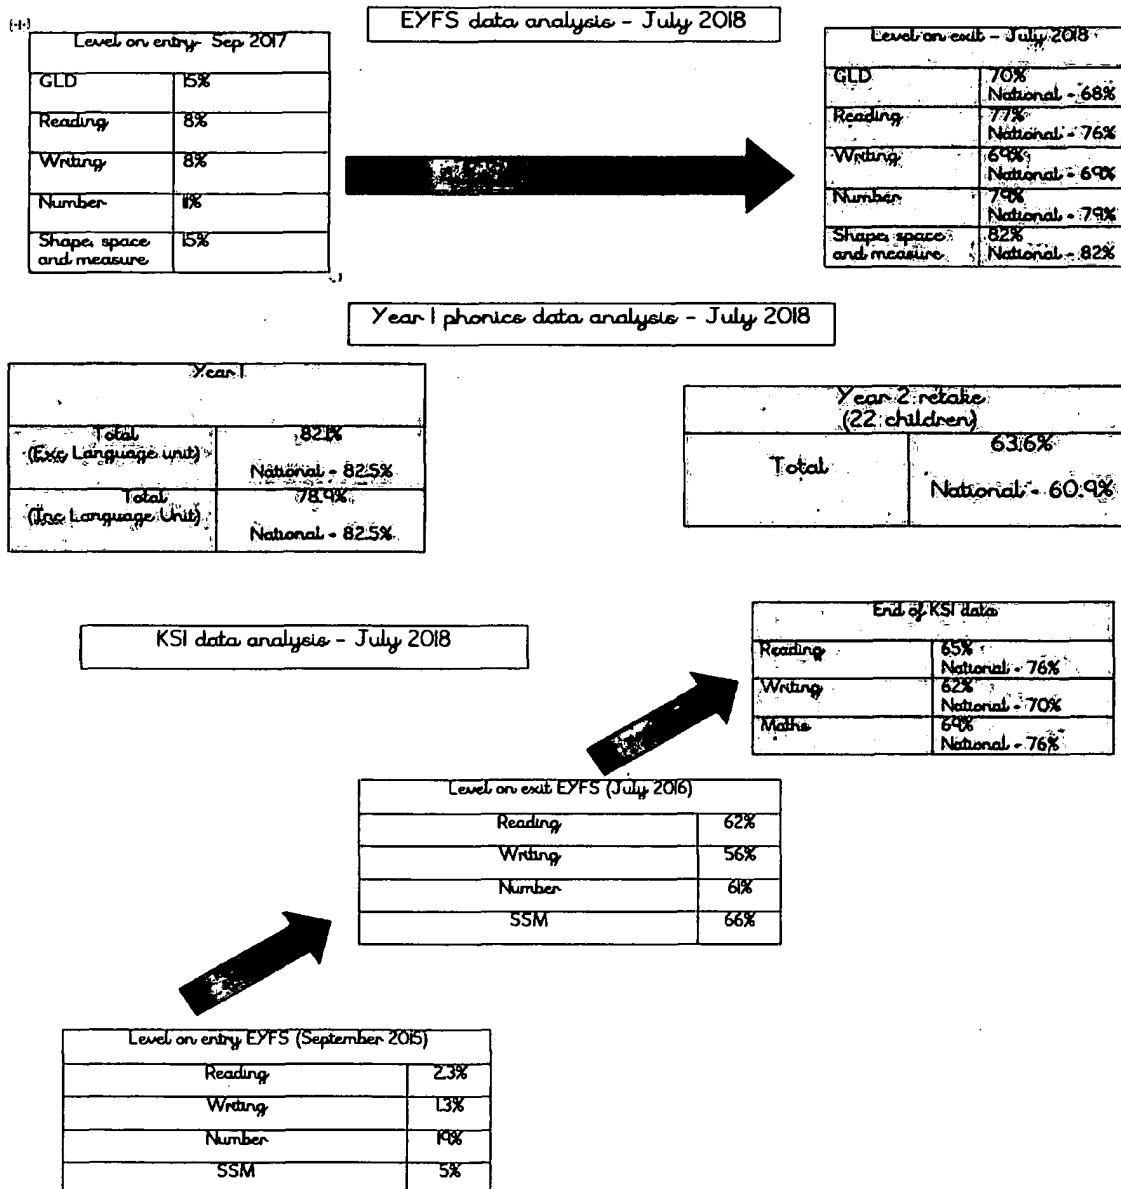 EYFS data analysis - July 2018
Level on entry- Sep 2017
GLD 15%
Reading 8%
Writing 8%
Number 11%
Shape, space
and measure 15%
Level on exit - July 2018
GLD 70%
National - 68%
Reading 77%
National - 76%
Writing 69%
National - 69%
Number 79%
National - 79%
Shape, space
and measure 82%
National - 82%
Year 1 phonics data analysis - July 2018
Year 1
Total
(Exc Language unit) 82.1%
National - 82.5%
Total
(Inc Language Unit) 78.9%
National - 82.5%
Year 2 retake
(22 children)
Total 63.6%
National - 60.9%
KS1 data analysis - July 2018
End of KS1 data
Reading 65%
National - 76%
Writing 62%
National - 70%
Maths 69%
National - 76%
Level on exit EYFS (July 2016)
Reading 62%
Writing 56%
Number 61%
SSM 66%
Level on entry EYFS (September 2015)
Reading 2.3%
Writing 1.3%
Number 19%
SSM 5%